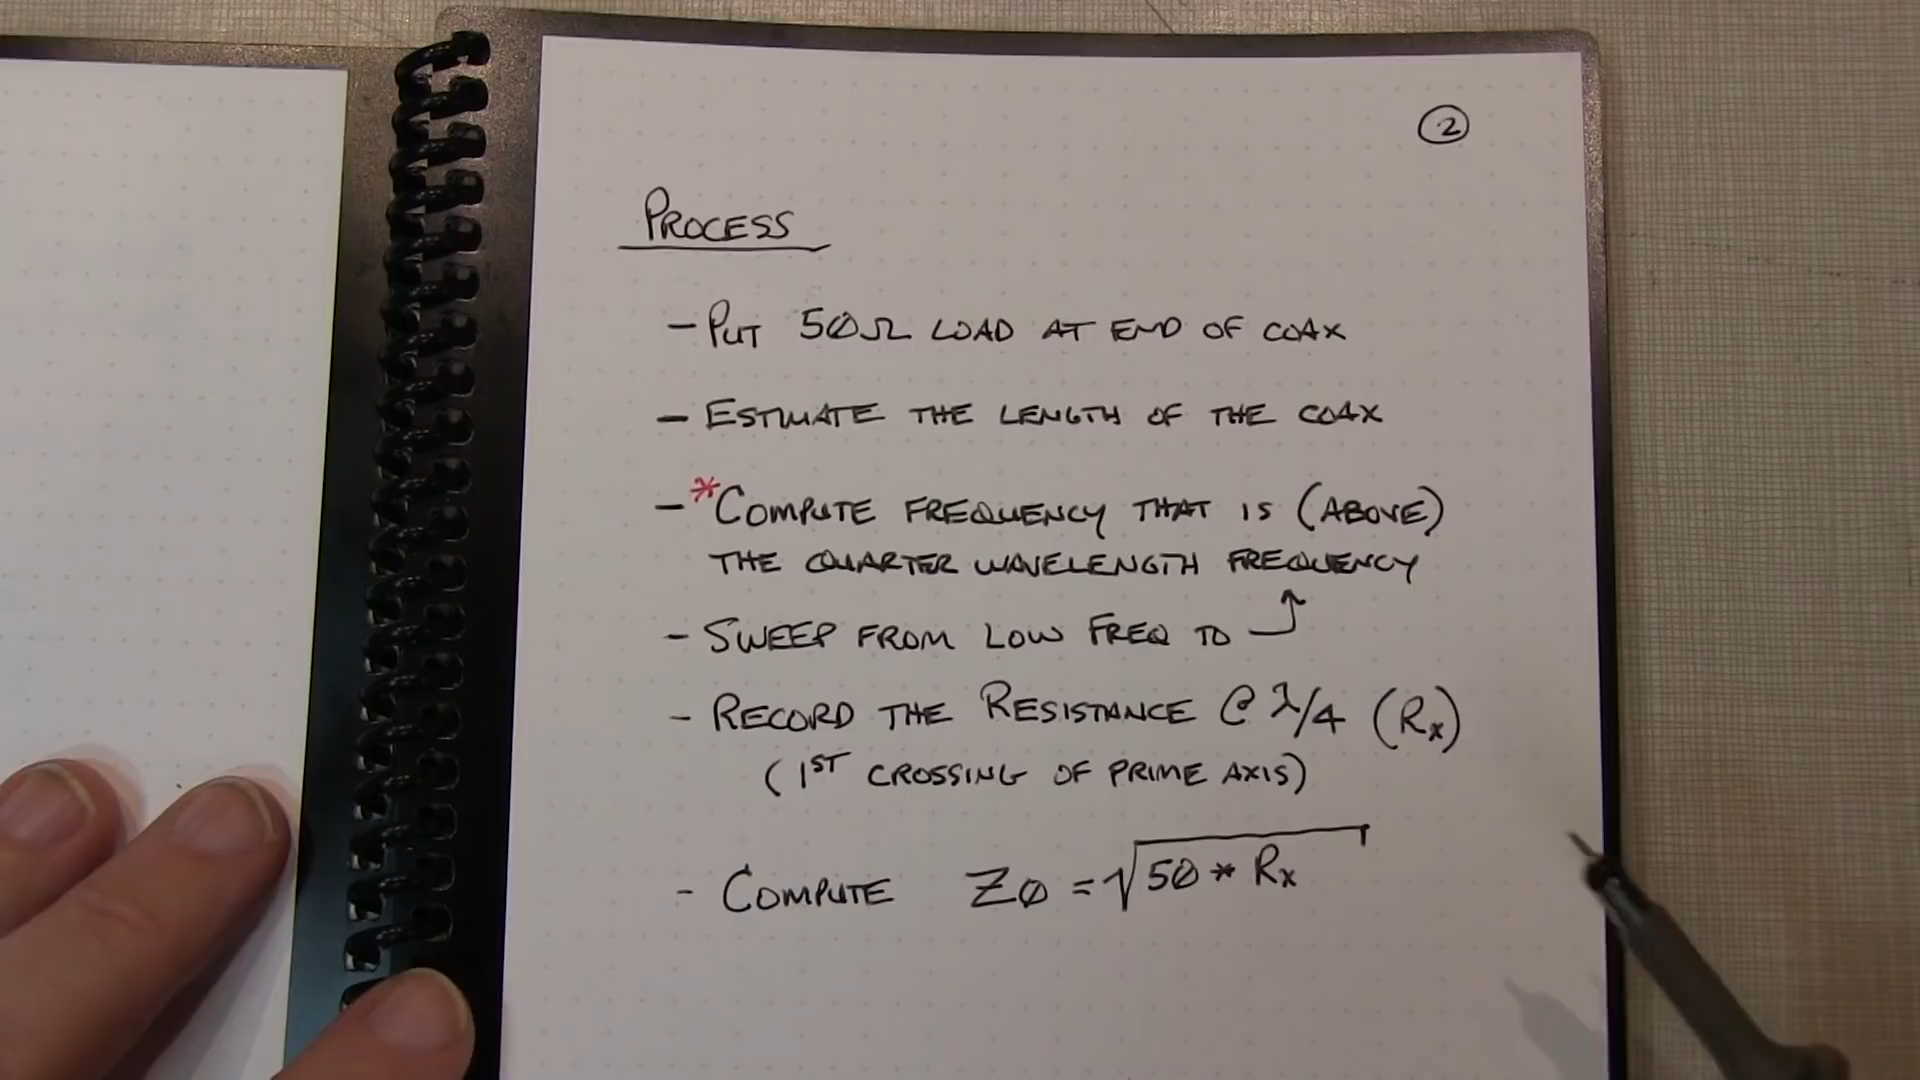 ②
PROCESS
- PUT 50Ω LOAD AT END OF COAX
- ESTIMATE THE LENGTH OF THE COAX
- *COMPUTE FREQUENCY THAT IS (ABOVE)
THE QUARTER WAVELENGTH FREQUENCY
- SWEEP FROM LOW FREQ TO ⤴
- RECORD THE RESISTANCE @ λ/4 (Rx)
(1ST CROSSING OF PRIME AXIS)
- COMPUTE Z0 = √50 * Rx